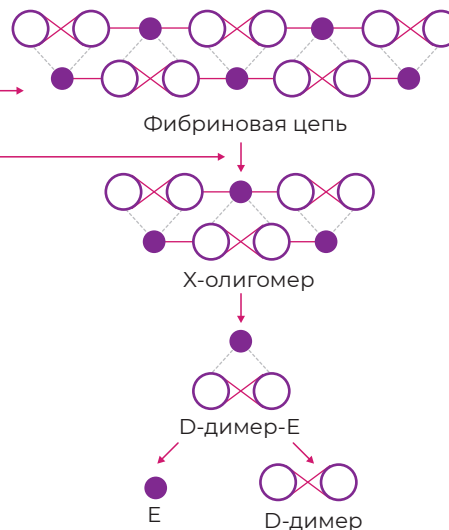 Фибриновая цепь
Х-олигомер
D-димер-Е
Е
D-димер